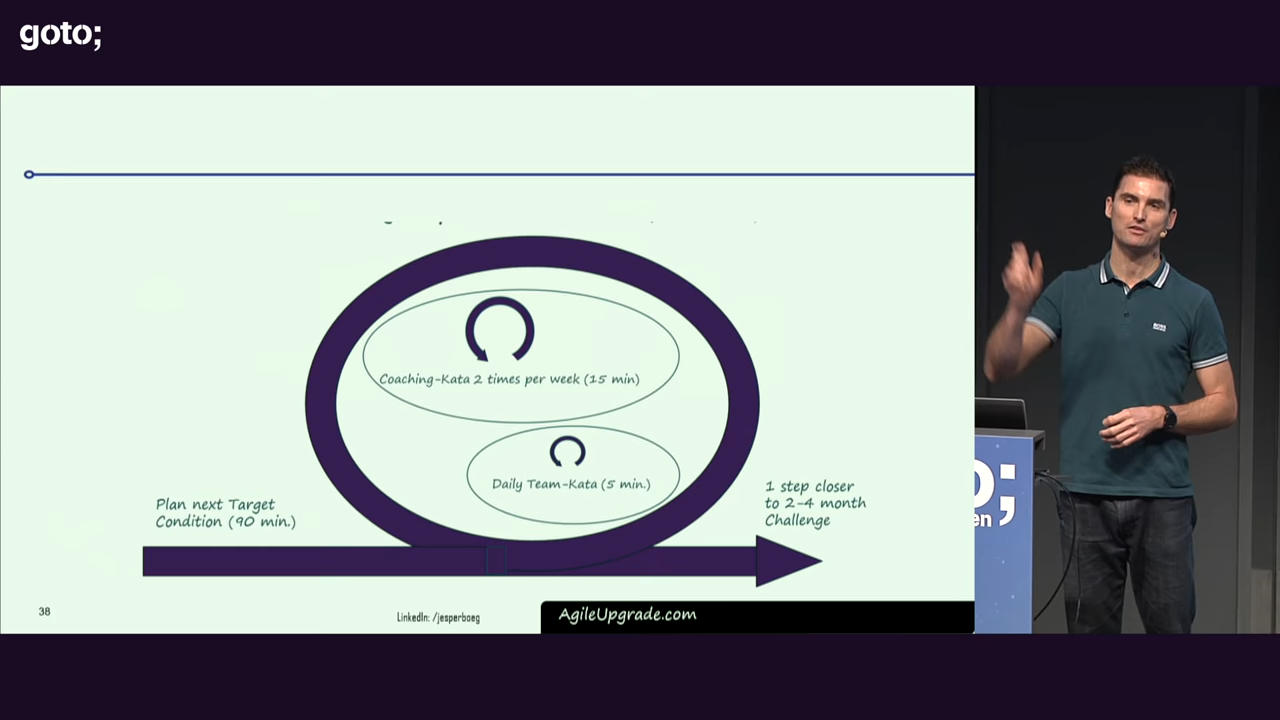 goto;
Coaching-Kata 2 times per week (15 min)
Daily Team-Kata (5 min.)
Plan next Target
Condition (90 min.)
1 step closer
to 2-4 month
Challenge
38
LinkedIn: /jesperboeg
AgileUpgrade.com
BOSS